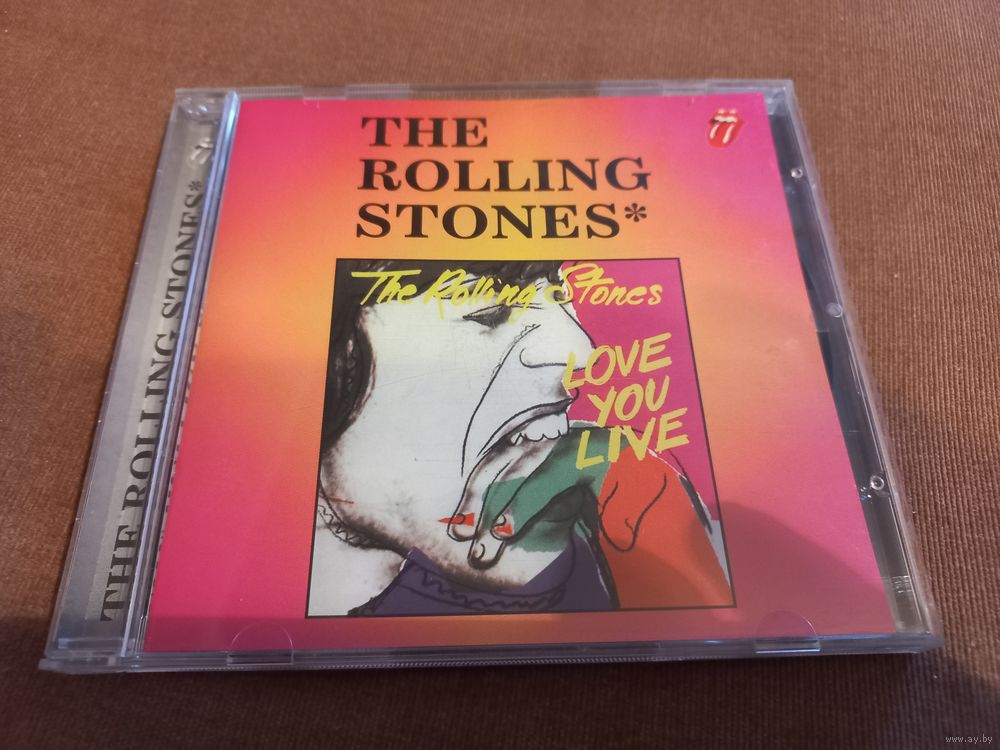 THE
ROLLING
STONES*
The Rolling Stones
LOVE
YOU
LIVE
THE ROLLING STONES*
www.ay.by